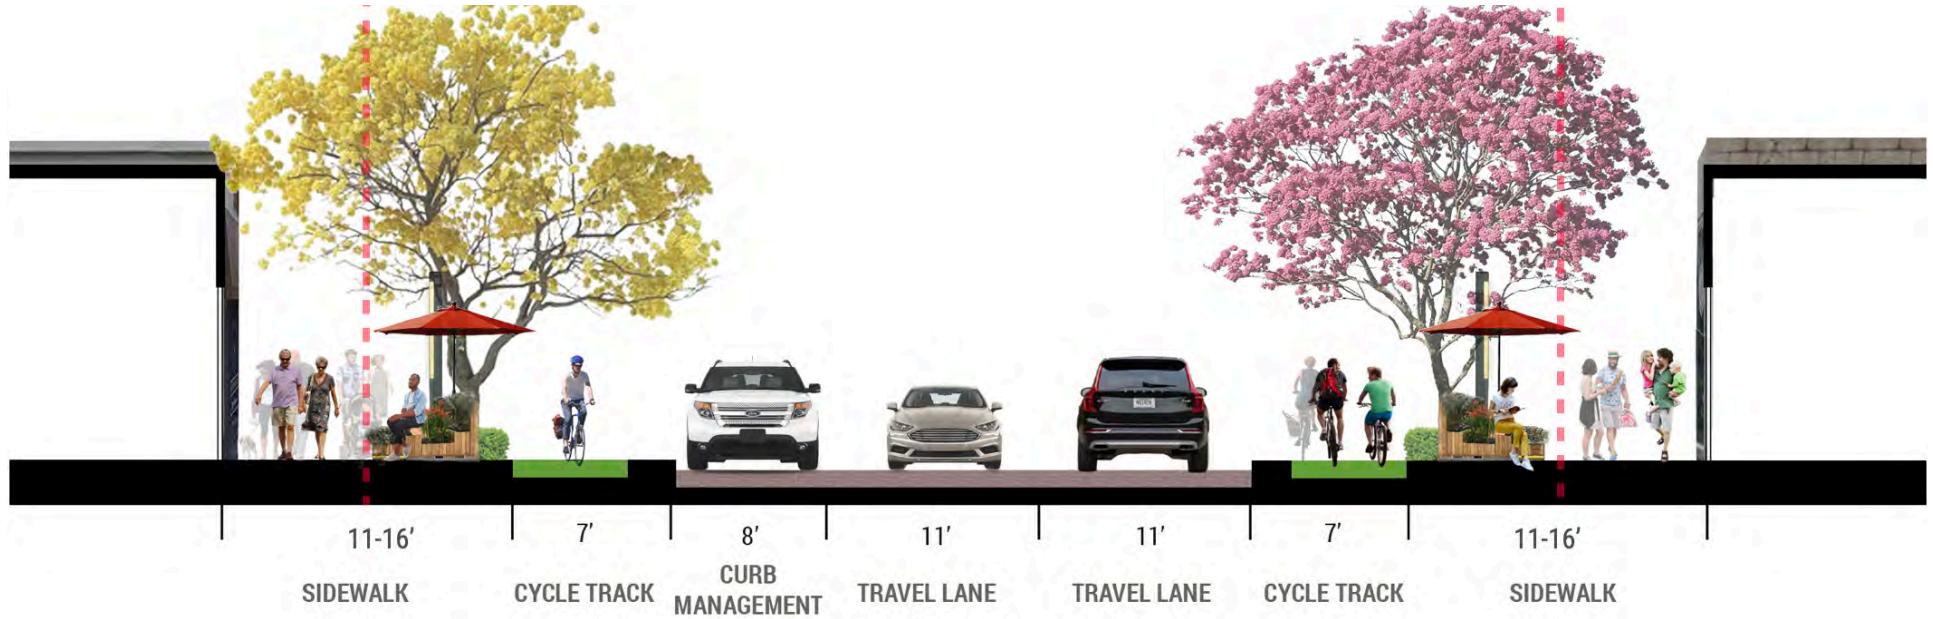 11-16’
7’
8’
11’
11’
7’
11-16’
SIDEWALK
CYCLE TRACK
CURB
MANAGEMENT
TRAVEL LANE
TRAVEL LANE
CYCLE TRACK
SIDEWALK